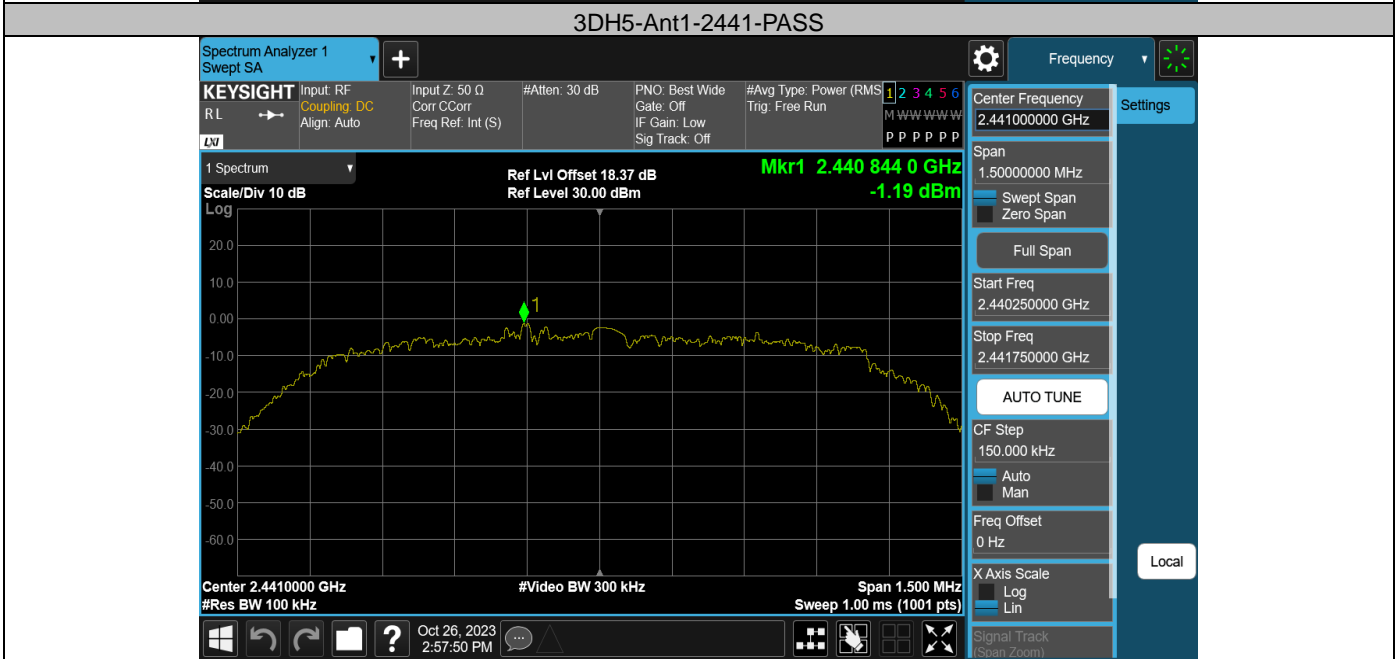 3DH5-Ant1-2441-PASS
Spectrum Analyzer 1
Swept SA
+
Frequency
KEYSIGHT
RL
LXI
Input: RF
Coupling: DC
Align: Auto
Input Z: 50 Ω
Corr CCorr
Freq Ref: Int (S)
#Atten: 30 dB
PNO: Best Wide
Gate: Off
IF Gain: Low
Sig Track: Off
#Avg Type: Power (RMS
Trig: Free Run
1 2 3 4 5 6
M W W W W W
P P P P P P
1 Spectrum
Scale/Div 10 dB
Log
Ref Lvl Offset 18.37 dB
Ref Level 30.00 dBm
Mkr1 2.440 844 0 GHz
-1.19 dBm
20.0
10.0
0.00
-10.0
-20.0
-30.0
-40.0
-50.0
-60.0
1
Center 2.4410000 GHz
#Res BW 100 kHz
#Video BW 300 kHz
Span 1.500 MHz
Sweep 1.00 ms (1001 pts)
Center Frequency
2.441000000 GHz
Settings
Span
1.50000000 MHz
Swept Span
Zero Span
Full Span
Start Freq
2.440250000 GHz
Stop Freq
2.441750000 GHz
AUTO TUNE
CF Step
150.000 kHz
Auto
Man
Freq Offset
0 Hz
X Axis Scale
Log
Lin
Signal Track
(Span Zoom)
Local
?
Oct 26, 2023
2:57:50 PM